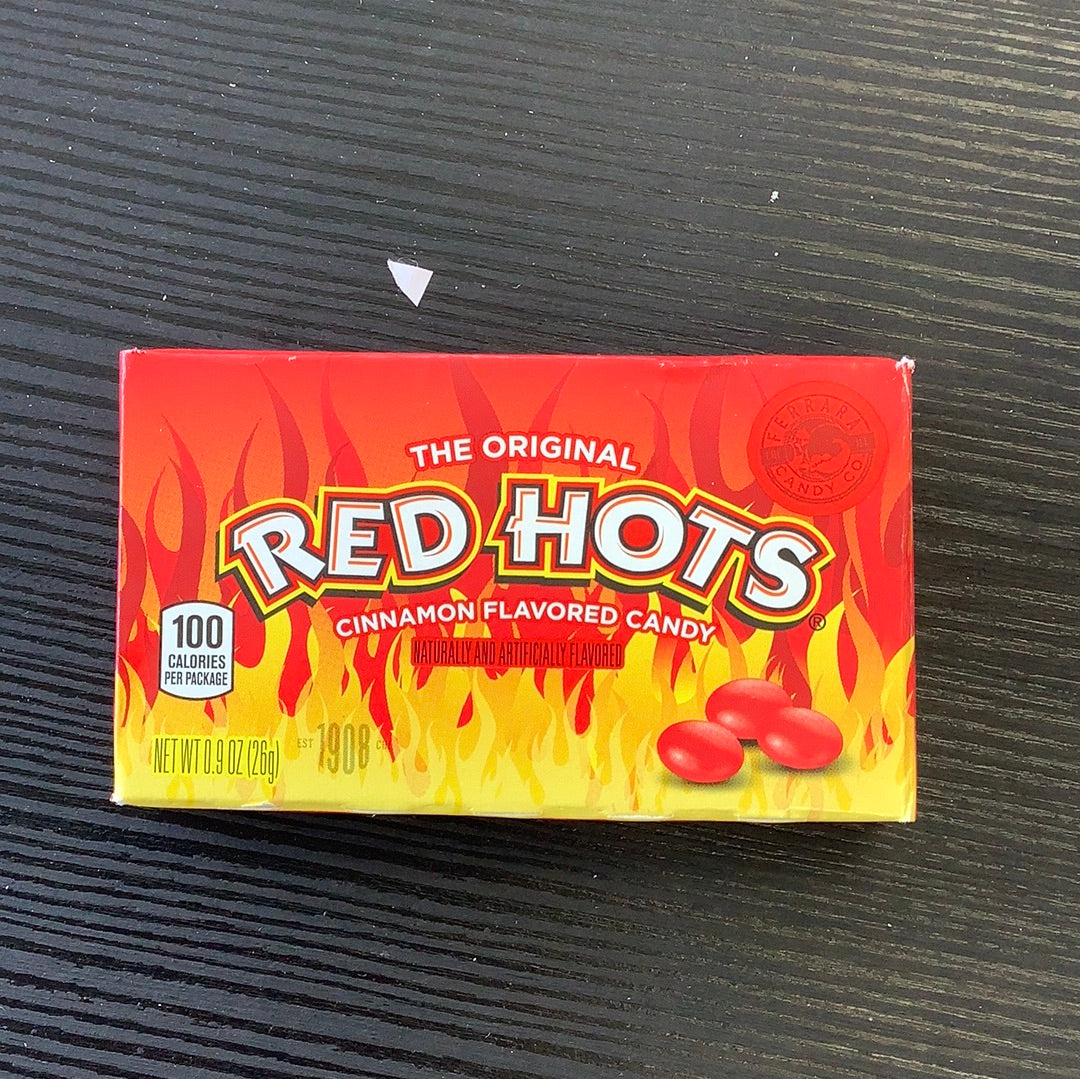 FERRARA
CANDY CO
THE ORIGINAL
RED HOTS®
CINNAMON FLAVORED CANDY
NATURALLY AND ARTIFICIALLY FLAVORED
100
CALORIES
PER PACKAGE
NET WT 0.9 OZ (26g)
EST 1908